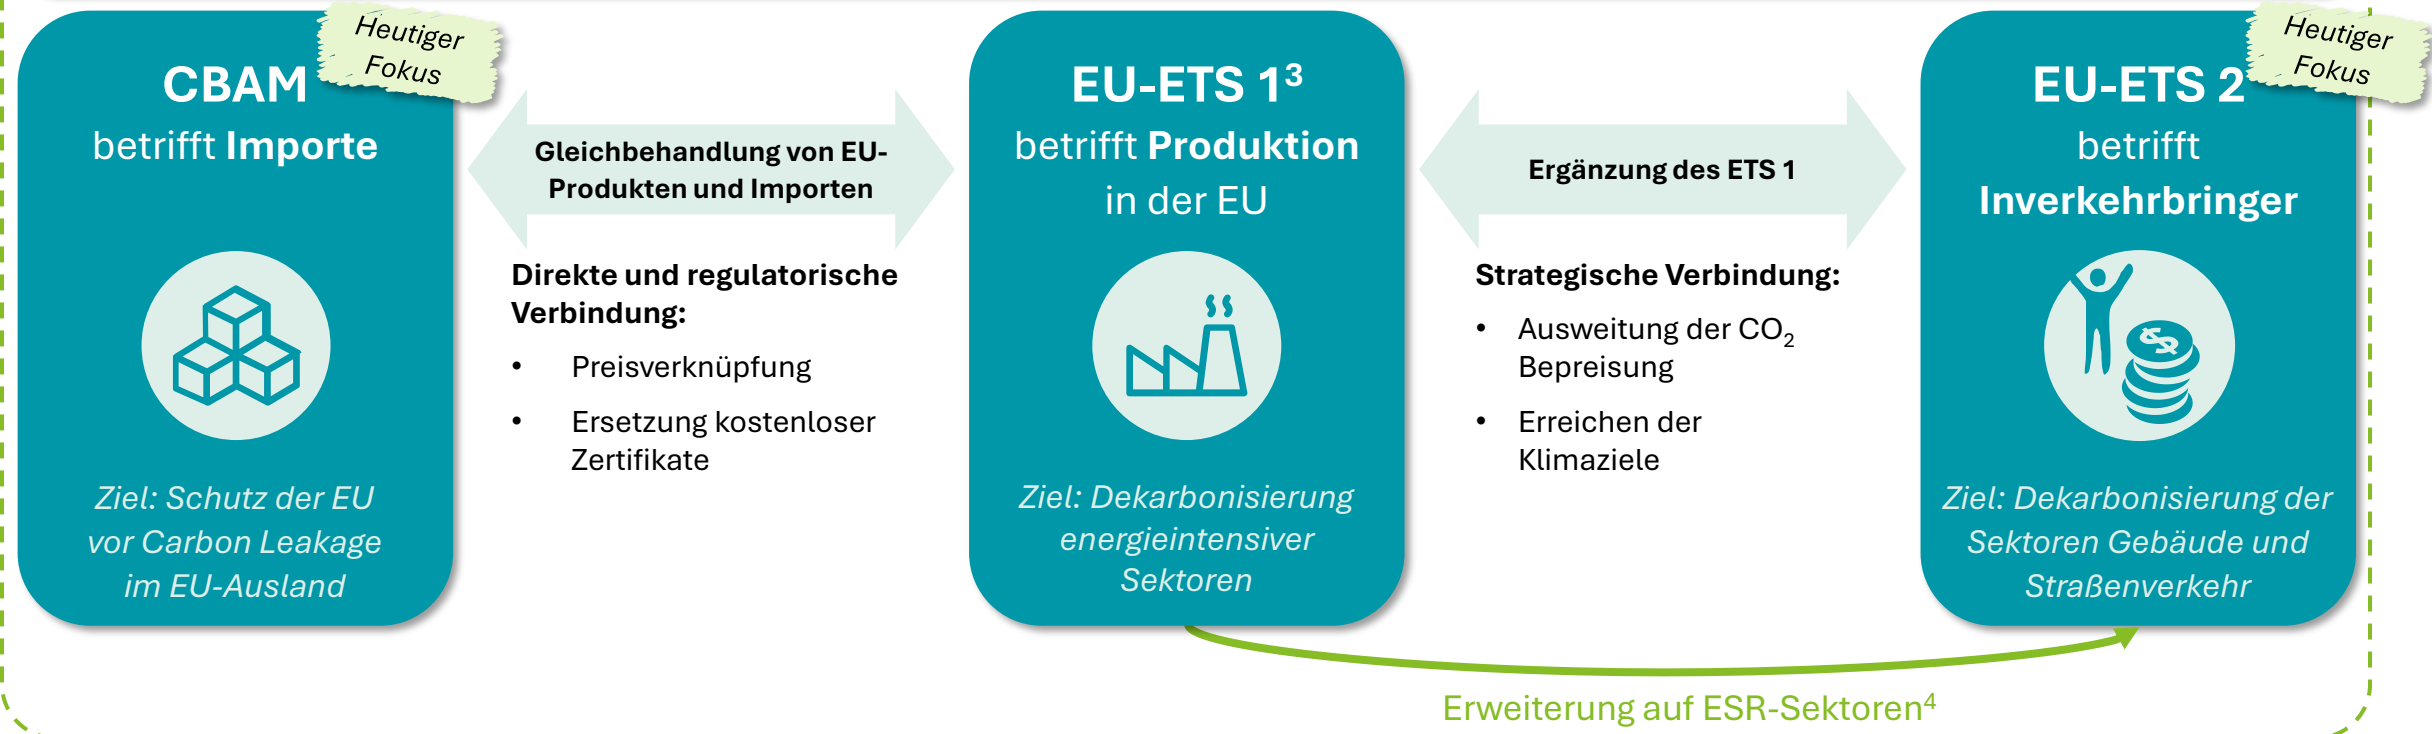 Heutiger
Fokus
CBAM
betrifft Importe
Ziel: Schutz der EU
vor Carbon Leakage
im EU-Ausland
Gleichbehandlung von EU-
Produkten und Importen
Direkte und regulatorische
Verbindung:
• Preisverknüpfung
• Ersetzung kostenloser
Zertifikate
EU-ETS 1³
betrifft Produktion
in der EU
Ziel: Dekarbonisierung
energieintensiver
Sektoren
Ergänzung des ETS 1
Strategische Verbindung:
• Ausweitung der CO₂
Bepreisung
• Erreichen der
Klimaziele
Heutiger
Fokus
EU-ETS 2
betrifft
Inverkehrbringer
$
Ziel: Dekarbonisierung der
Sektoren Gebäude und
Straßenverkehr
Erweiterung auf ESR-Sektoren⁴